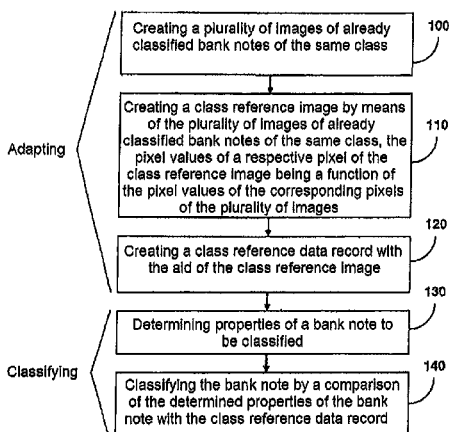 Creating a plurality of images of already
classified bank notes of the same class
100
Creating a class reference image by means
of the plurality of images of already
classified bank notes of the same class, the
pixel values of a respective pixel of the
class reference image being a function of
the pixel values of the corresponding pixels
of the plurality of images
110
Adapting
120
Creating a class reference data record with
the aid of the class reference image
130
Determining properties of a bank note to
be classified
Classifying
140
Classifying the bank note by a comparison
of the determined properties of the bank
note with the class reference data record